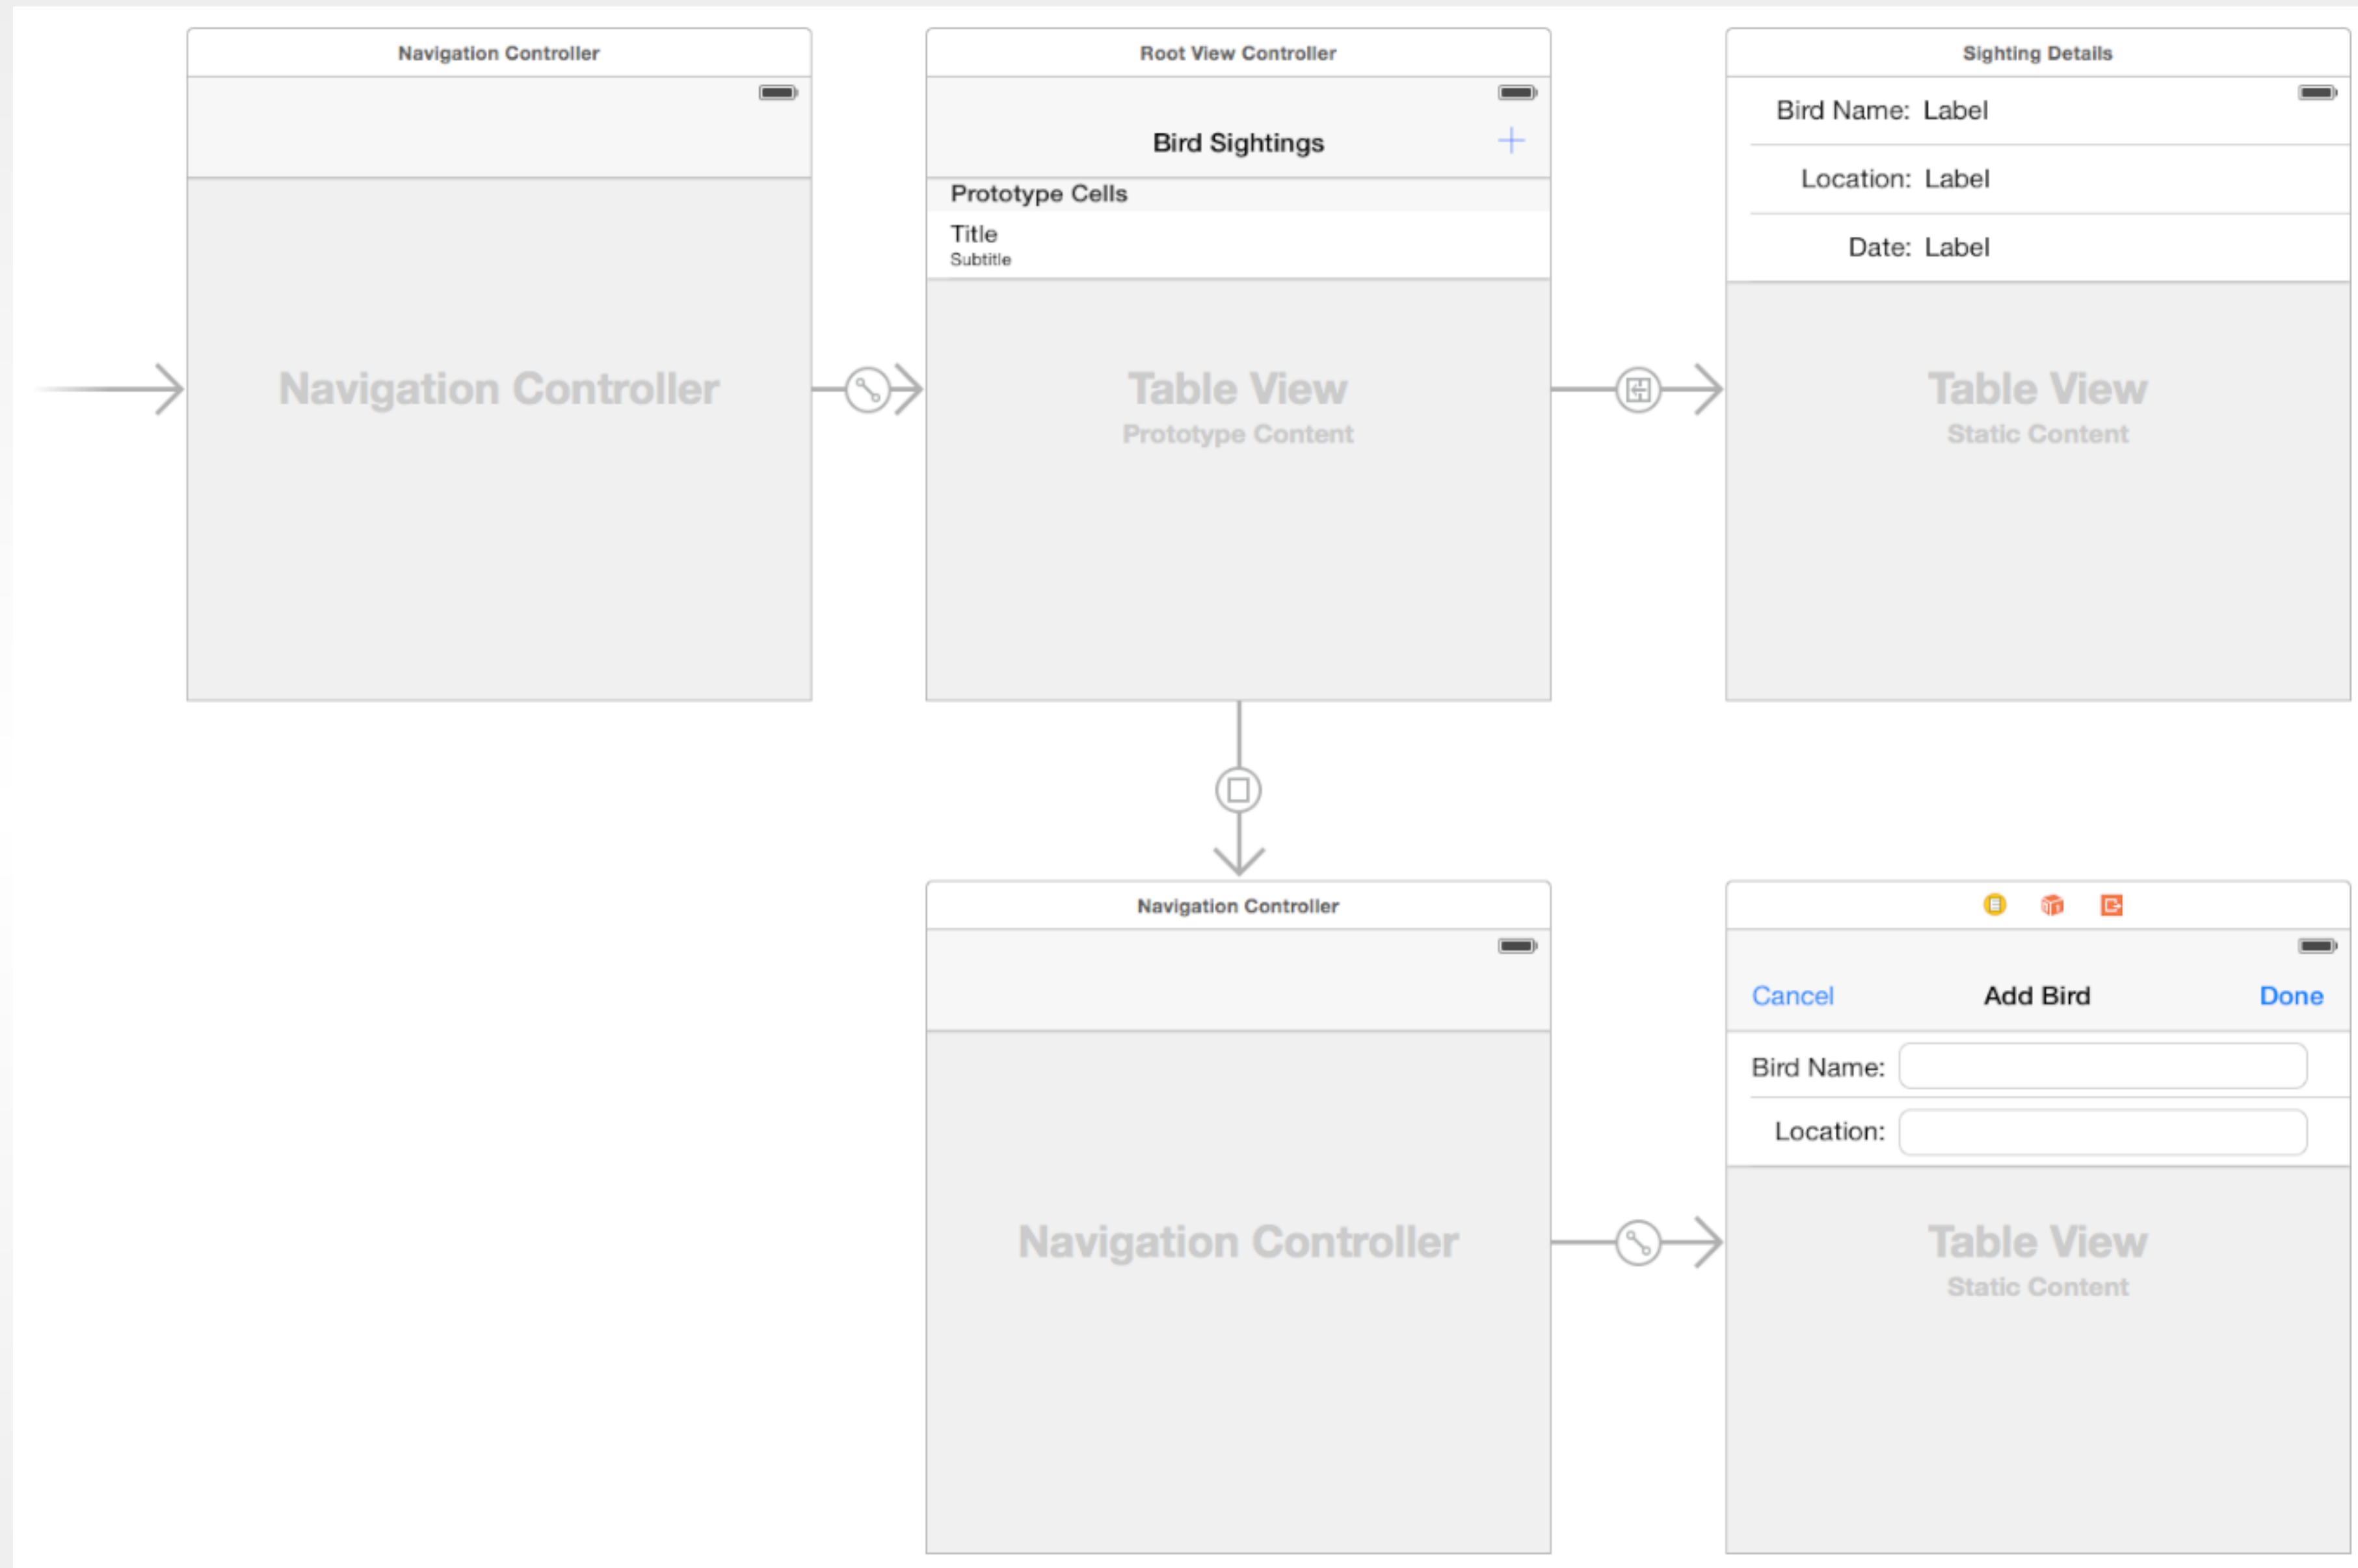 Navigation Controller
Navigation Controller
Root View Controller
Bird Sightings
Prototype Cells
Title
Subtitle
Table View
Prototype Content
Sighting Details
Bird Name: Label
Location: Label
Date: Label
Table View
Static Content
Navigation Controller
Navigation Controller
Cancel Add Bird Done
Bird Name:
Location:
Table View
Static Content